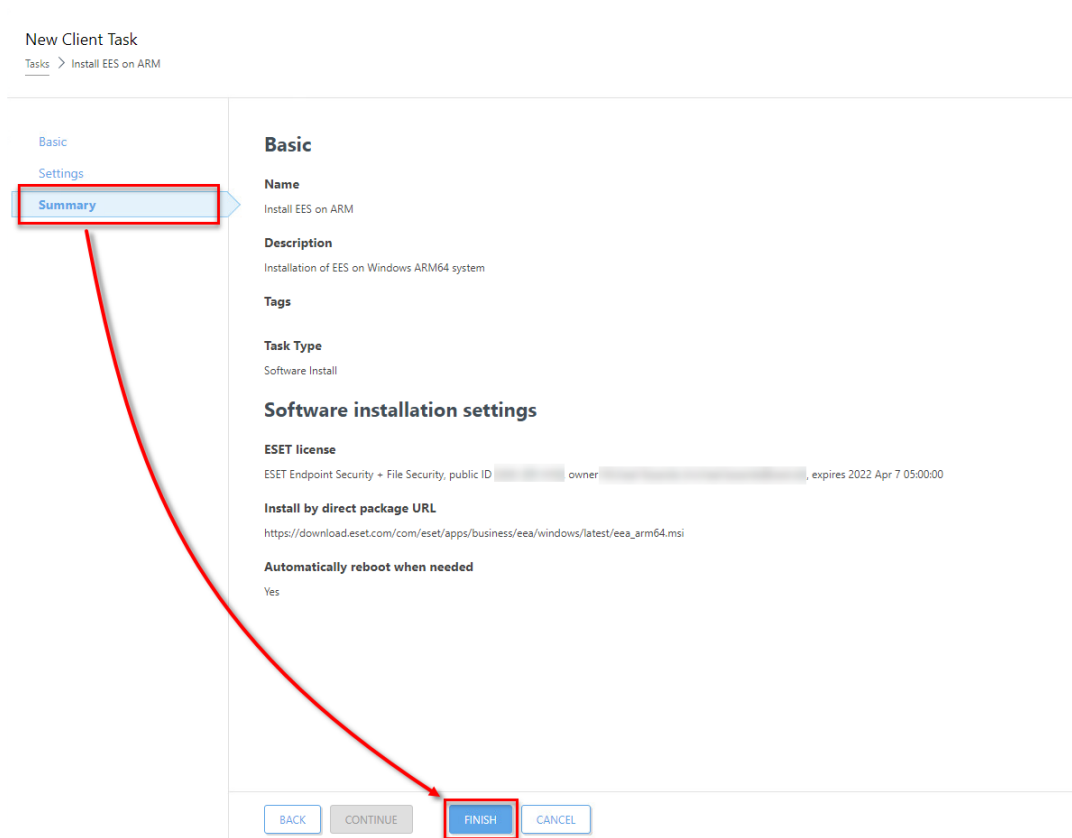 New Client Task
Tasks > Install EES on ARM
Basic
Settings
Summary
Basic
Name
Install EES on ARM
Description
Installation of EES on Windows ARM64 system
Tags
Task Type
Software Install
Software installation settings
ESET license
ESET Endpoint Security + File Security, public ID owner , expires 2022 Apr 7 05:00:00
Install by direct package URL
https://download.eset.com/com/eset/apps/business/eea/windows/latest/eea_arm64.msi
Automatically reboot when needed
Yes
BACK CONTINUE FINISH CANCEL